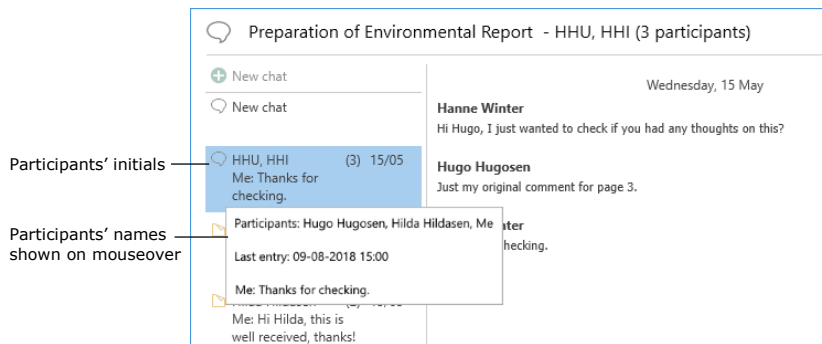 Preparation of Environmental Report - HHU, HHI (3 participants)
New chat
New chat
Participants' initials
HHU, HHI (3) 15/05
Me: Thanks for
checking.
Participants' names
shown on mouseover
Participants: Hugo Hugosen, Hilda Hildasen, Me
Last entry: 09-08-2018 15:00
Me: Thanks for checking.
Me: Hi Hilda, this is
well received, thanks!
Wednesday, 15 May
Hanne Winter
Hi Hugo, I just wanted to check if you had any thoughts on this?
Hugo Hugosen
Just my original comment for page 3.
nter
hecking.